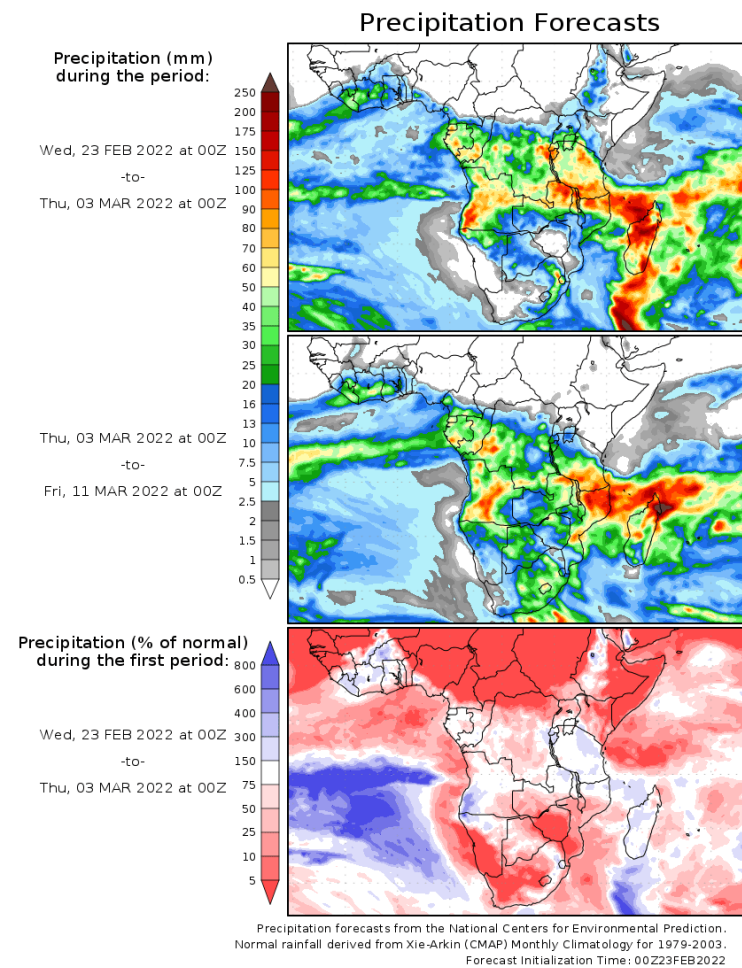 Precipitation Forecasts
Precipitation (mm)
during the period:
Wed, 23 FEB 2022 at 00Z
-to-
Thu, 03 MAR 2022 at 00Z
250
200
175
150
125
100
90
80
70
60
50
40
35
30
25
20
16
13
10
7.5
5
2.5
2
1.5
1
0.5
Thu, 03 MAR 2022 at 00Z
-to-
Fri, 11 MAR 2022 at 00Z
Precipitation (% of normal)
during the first period:
Wed, 23 FEB 2022 at 00Z
-to-
Thu, 03 MAR 2022 at 00Z
800
600
400
300
150
75
50
25
10
5
Precipitation forecasts from the National Centers for Environmental Prediction.
Normal rainfall derived from Xie-Arkin (CMAP) Monthly Climatology for 1979-2003.
Forecast Initialization Time: 00Z23FEB2022